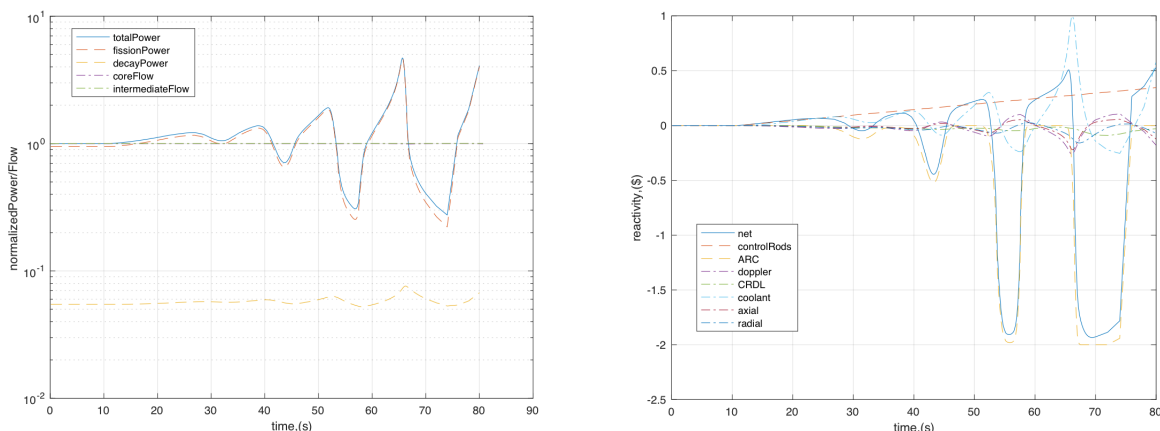 10^1
10^0
10^-1
10^-2
normalizedPower/Flow
totalPower
fissionPower
decayPower
coreFlow
intermediateFlow
0 10 20 30 40 50 60 70 80 90
time,(s)
1
0.5
0
-0.5
-1
-1.5
-2
-2.5
reactivity,($)
net
controlRods
ARC
doppler
CRDL
coolant
axial
radial
0 10 20 30 40 50 60 70 80
time,(s)